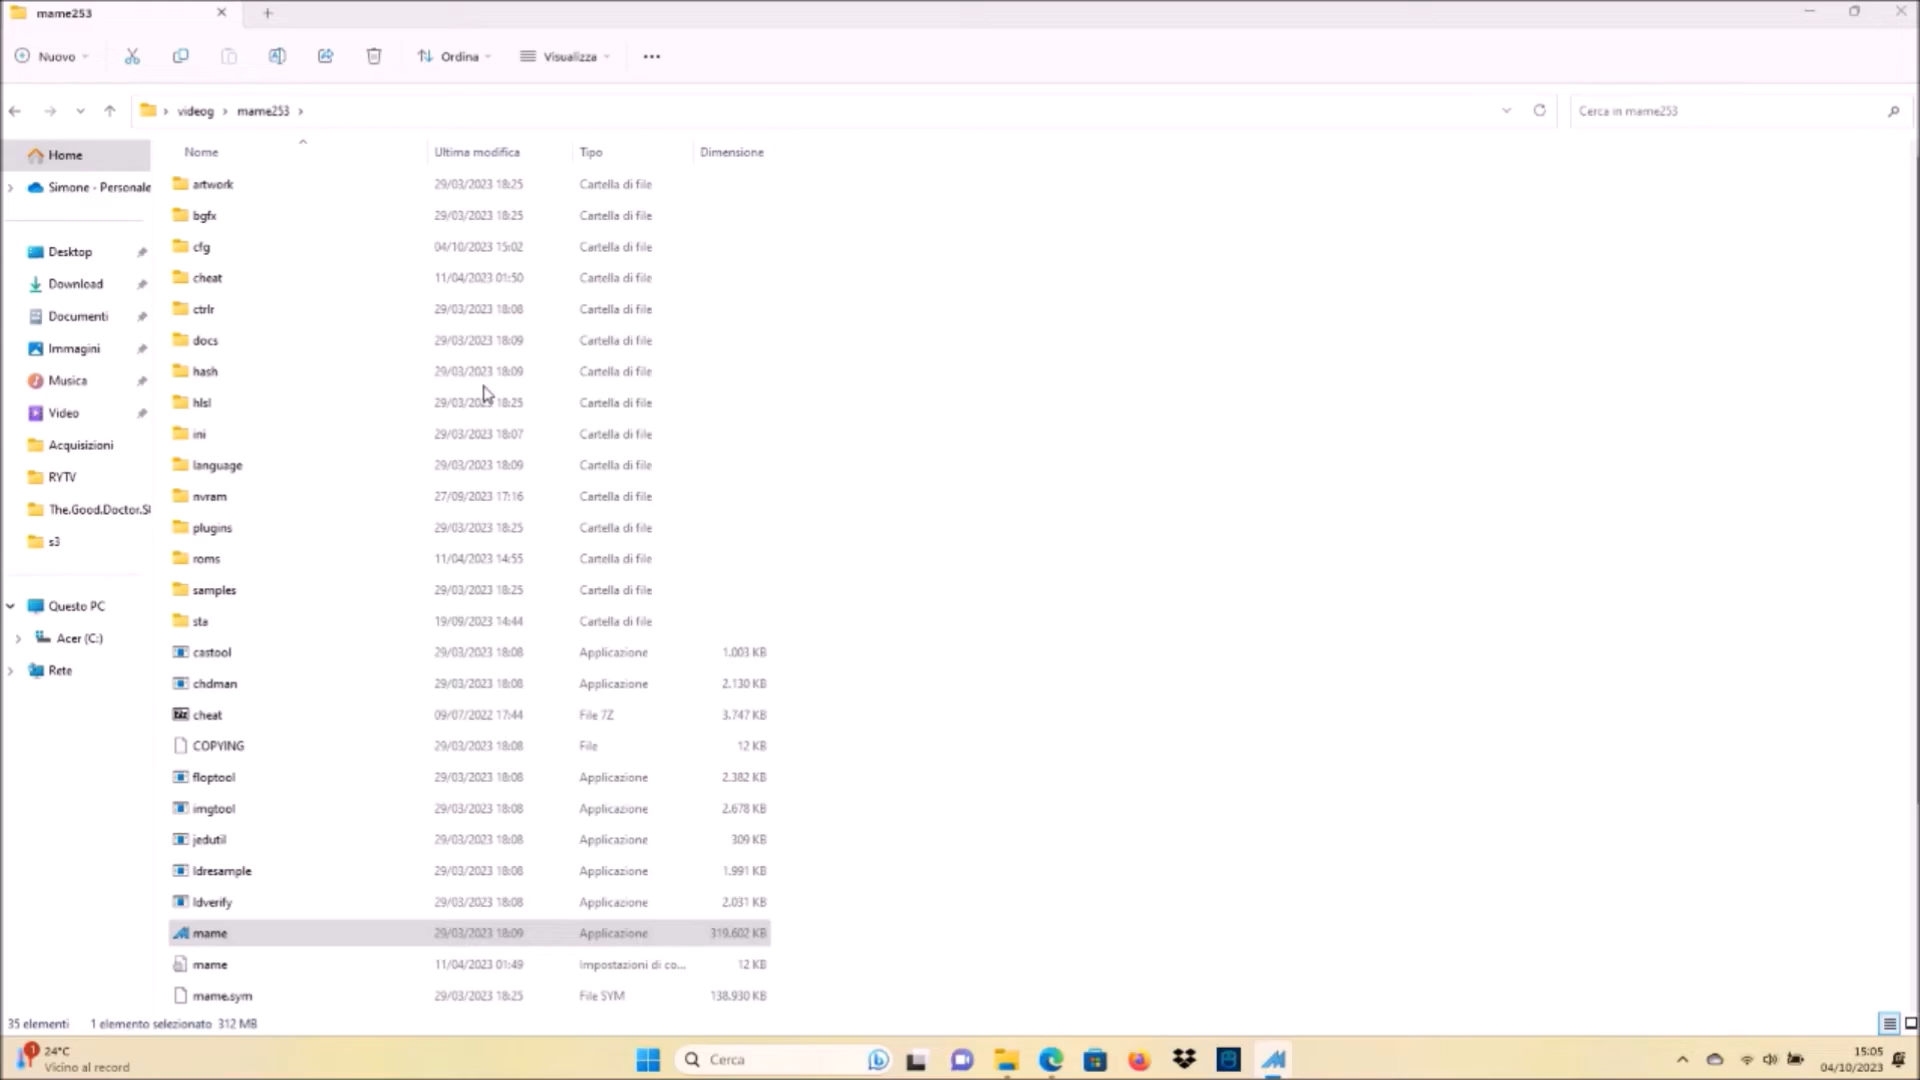 mame253
Nuovo
Ordina
Visualizza
videog > mame253 >
Cerca in mame253
Nome Ultima modifica Tipo Dimensione
Home
Simone - Personale
Desktop
Download
Documenti
Immagini
Musica
Video
Acquisizioni
RYTV
The.Good.Doctor.S
s3
Questo PC
Acer (C:)
Rete
artwork 29/03/2023 18:25 Cartella di file
bgfx 29/03/2023 18:25 Cartella di file
cfg 04/10/2023 15:02 Cartella di file
cheat 11/04/2023 01:50 Cartella di file
ctrlr 29/03/2023 18:08 Cartella di file
docs 29/03/2023 18:09 Cartella di file
hash 29/03/2023 18:09 Cartella di file
hlsl 29/03/2023 18:25 Cartella di file
ini 29/03/2023 18:07 Cartella di file
language 29/03/2023 18:09 Cartella di file
nvram 27/09/2023 17:16 Cartella di file
plugins 29/03/2023 18:25 Cartella di file
roms 11/04/2023 14:55 Cartella di file
samples 29/03/2023 18:25 Cartella di file
sta 19/09/2023 14:44 Cartella di file
castool 29/03/2023 18:08 Applicazione 1.003 KB
chdman 29/03/2023 18:08 Applicazione 2.130 KB
cheat 09/07/2022 17:44 File 7Z 3.747 KB
COPYING 29/03/2023 18:08 File 12 KB
floptool 29/03/2023 18:08 Applicazione 2.382 KB
imgtool 29/03/2023 18:08 Applicazione 2.678 KB
jedutil 29/03/2023 18:08 Applicazione 309 KB
ldresample 29/03/2023 18:08 Applicazione 1.991 KB
ldverify 29/03/2023 18:08 Applicazione 2.031 KB
mame 29/03/2023 18:09 Applicazione 319.602 KB
mame 11/04/2023 01:49 Impostazioni di co... 12 KB
mame.sym 29/03/2023 18:25 File SYM 138.930 KB
35 elementi 1 elemento selezionato 312 MB
1
24°C
Vicino al record
Cerca
15:05
04/10/2023